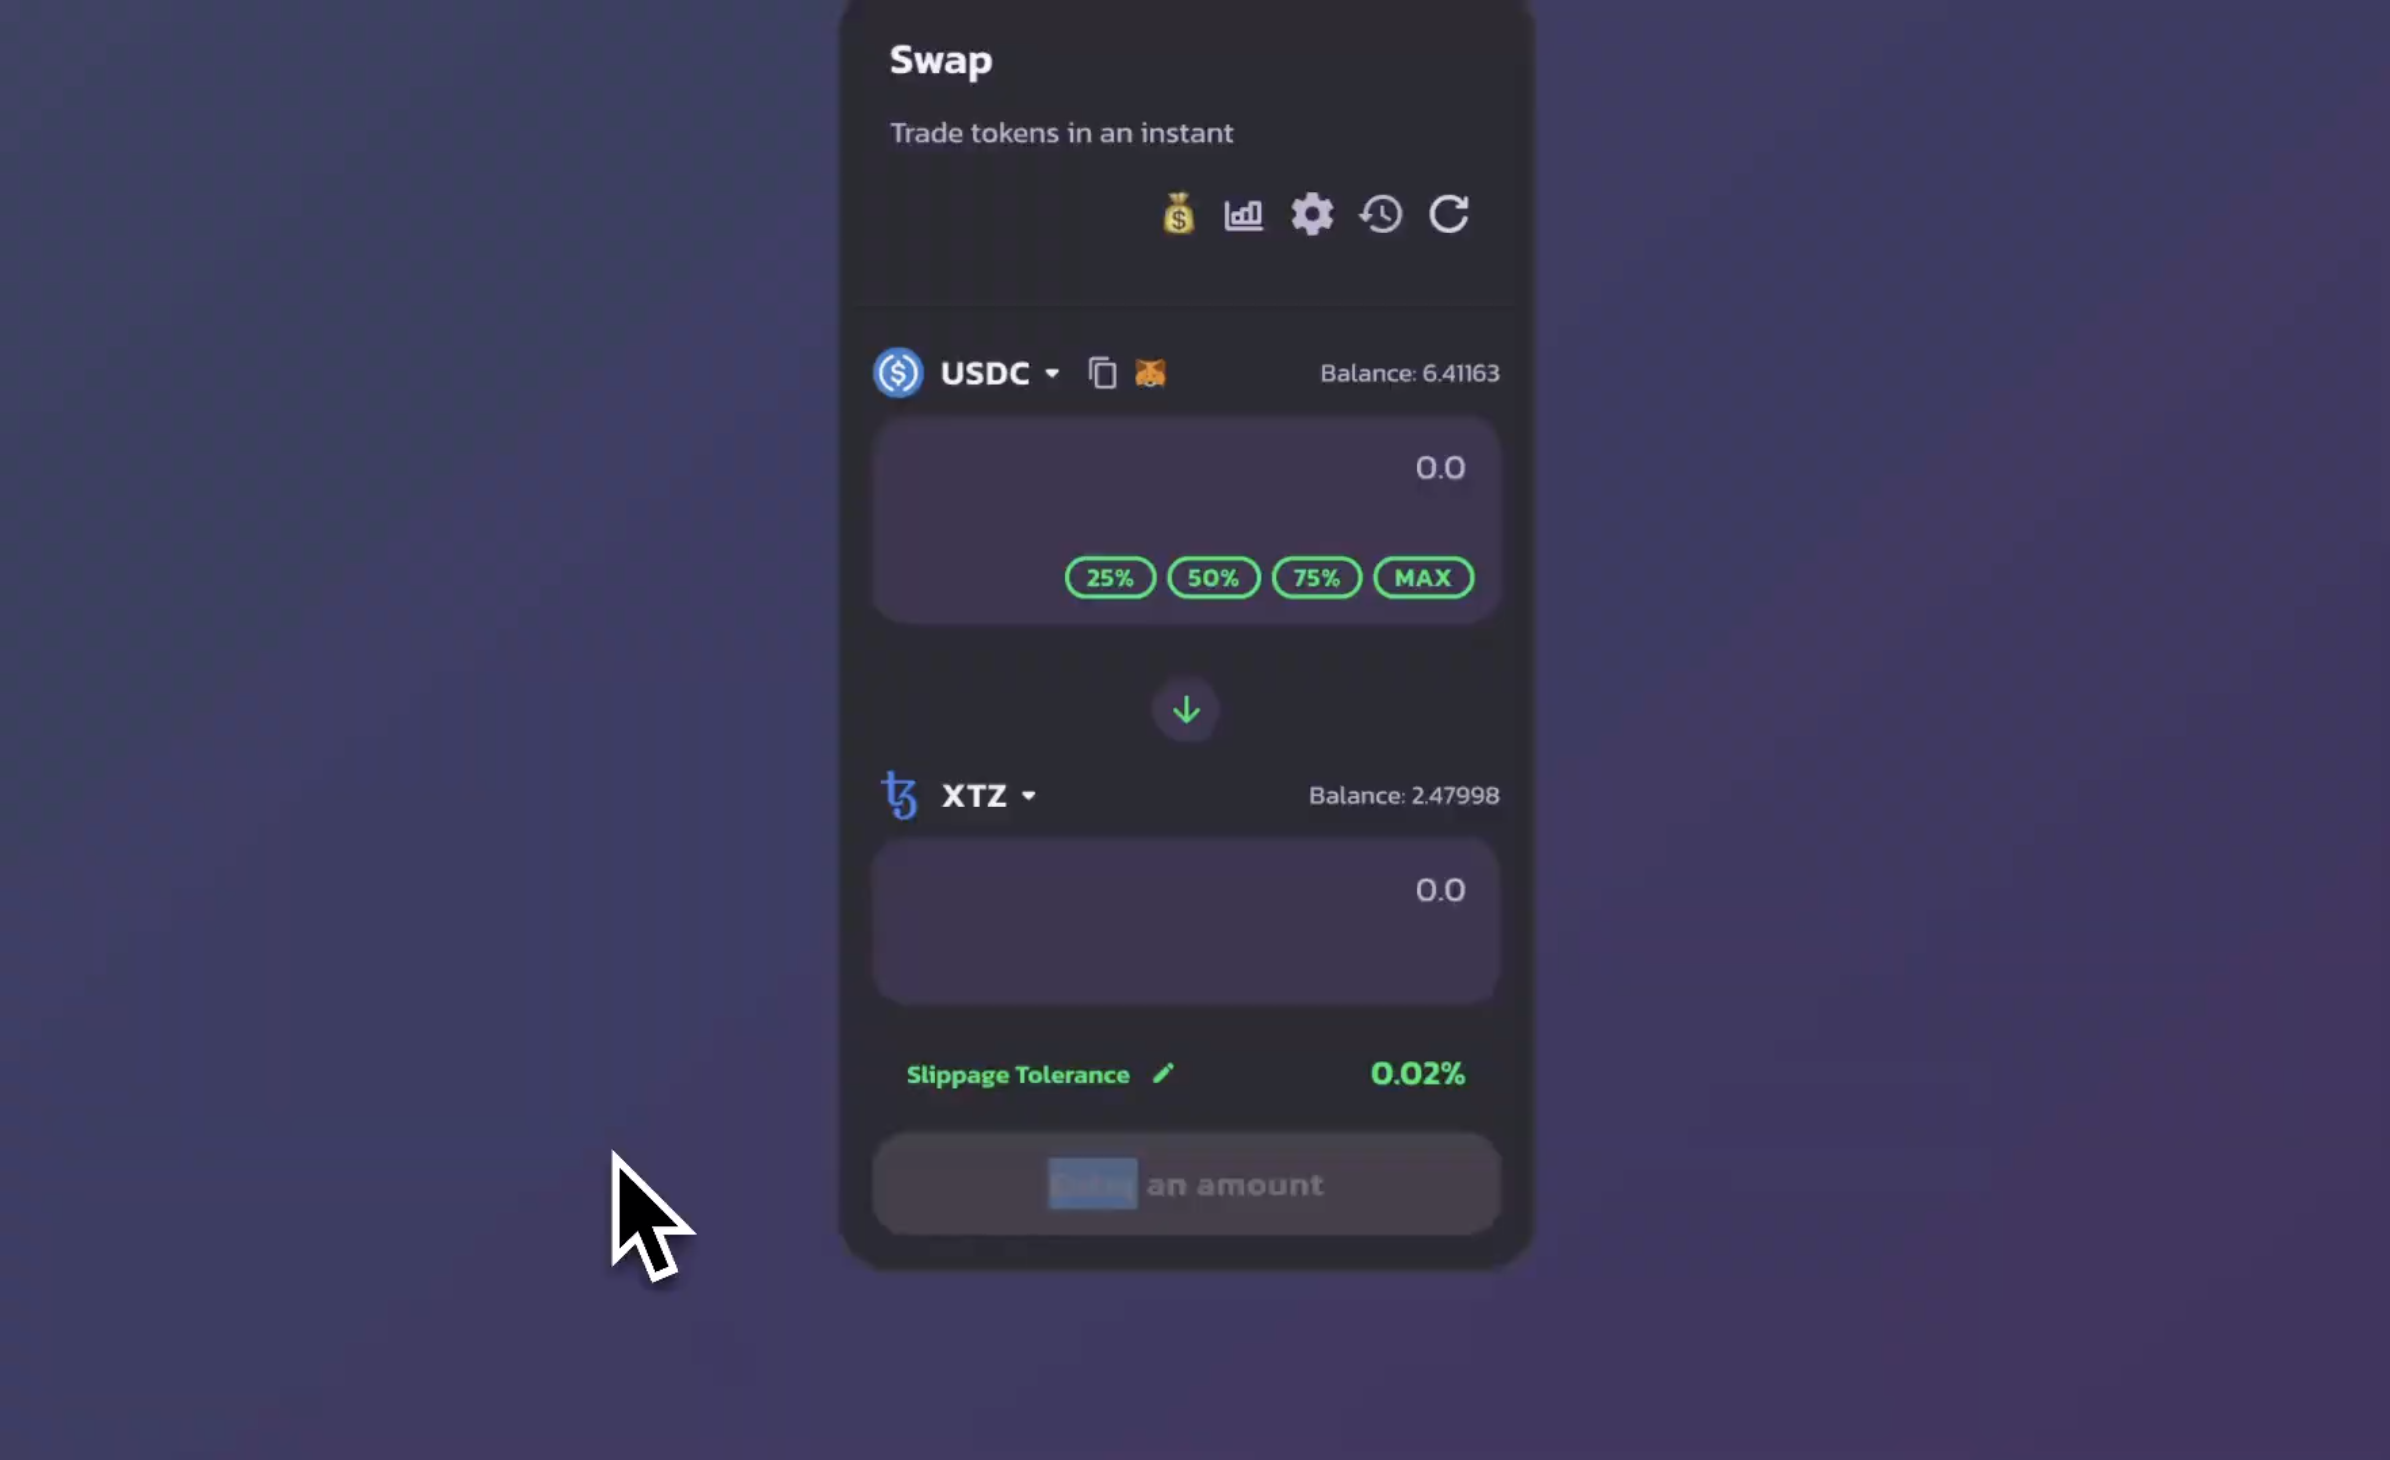 Swap
Trade tokens in an instant
USDC
Balance: 6.41163
0.0
25% 50% 75% MAX
XTZ
Balance: 2.47998
0.0
Slippage Tolerance 0.02%
an amount